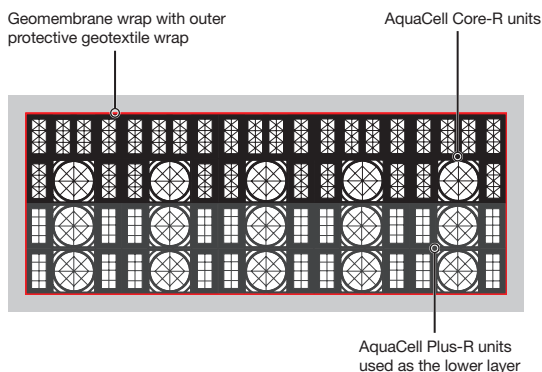 Geomembrane wrap with outer
protective geotextile wrap
AquaCell Core-R units
AquaCell Plus-R units
used as the lower layer